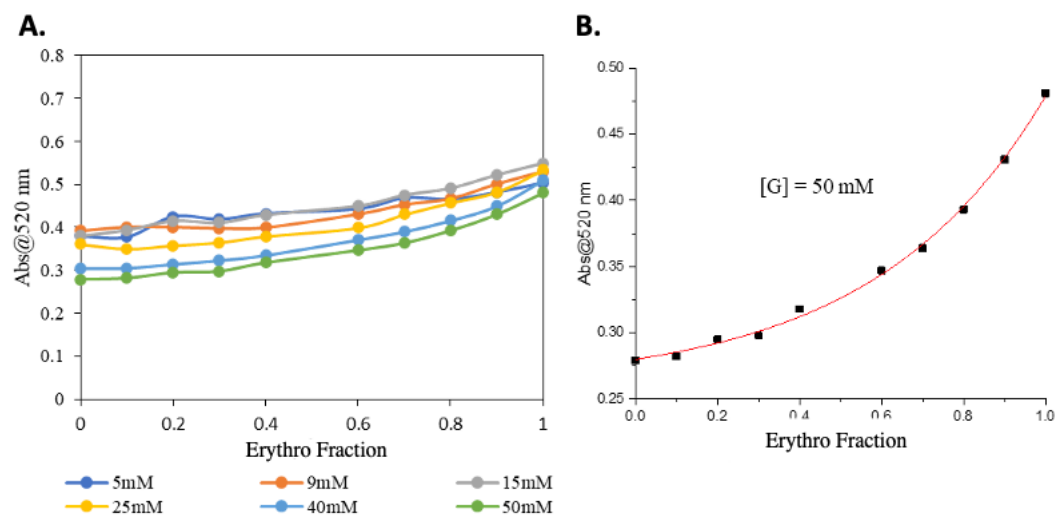 A.
0.8
0.7
0.6
0.5
0.4
0.3
0.2
0.1
0
Abs@520 nm
0 0.2 0.4 0.6 0.8 1
Erythro Fraction
5mM 9mM 15mM
25mM 40mM 50mM
B.
0.50
0.45
0.40
0.35
0.30
0.25
Abs@520 nm
[G] = 50 mM
0.0 0.2 0.4 0.6 0.8 1.0
Erythro Fraction